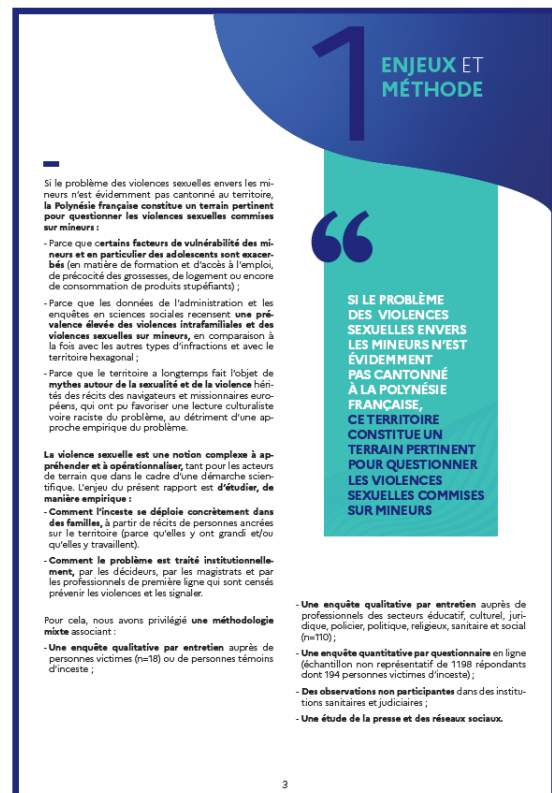 1
ENJEUX ET
MÉTHODE
Si le problème des violences sexuelles envers les mi-
neurs n'est évidemment pas cantonné au territoire,
la Polynésie française constitue un terrain pertinent
pour questionner les violences sexuelles commises
sur mineurs :
- Parce que certains facteurs de vulnérabilité des mi-
neurs et en particulier des adolescents sont exacer-
bés (en matière de formation et d'accès à l'emploi,
de précocité des grossesses, de logement ou encore
de consommation de produits stupéfiants) ;
- Parce que les données de l'administration et les
enquêtes en sciences sociales recensent une pré-
valence élevée des violences intrafamiliales et des
violences sexuelles sur mineurs, en comparaison à
la fois avec les autres types d'infractions et avec le
territoire hexagonal ;
- Parce que le territoire a longtemps fait l'objet de
mythes autour de la sexualité et de la violence héri-
tés des récits des navigateurs et missionnaires euro-
péens, qui ont pu favoriser une lecture culturaliste
voire raciste du problème, au détriment d'une ap-
proche empirique du problème.
La violence sexuelle est une notion complexe à ap-
préhender et à opérationnaliser, tant pour les acteurs
de terrain que dans le cadre d'une démarche scien-
tifique. L'enjeu du présent rapport est d'étudier, de
manière empirique :
- Comment l'inceste se déploie concrètement dans
des familles, à partir de récits de personnes ancrées
sur le territoire (parce qu'elles y ont grandi et/ou
qu'elles y travaillent).
- Comment le problème est traité institutionnelle-
ment, par les décideurs, par les magistrats et par
les professionnels de première ligne qui sont censés
prévenir les violences et les signaler.
Pour cela, nous avons privilégié une méthodologie
mixte associant :
- Une enquête qualitative par entretien auprès de
personnes victimes (n=18) ou de personnes témoins
d'inceste ;
“
SI LE PROBLÈME
DES VIOLENCES
SEXUELLES ENVERS
LES MINEURS N'EST
ÉVIDEMMENT
PAS CANTONNÉ
À LA POLYNÉSIE
FRANÇAISE,
CE TERRITOIRE
CONSTITUE UN
TERRAIN PERTINENT
POUR QUESTIONNER
LES VIOLENCES
SEXUELLES COMMISES
SUR MINEURS
- Une enquête qualitative par entretien auprès de
professionnels des secteurs éducatif, culturel, juri-
dique, policier, politique, religieux, sanitaire et social
(n=110) ;
- Une enquête quantitative par questionnaire en ligne
(échantillon non représentatif de 1198 répondants
dont 194 personnes victimes d'inceste) ;
- Des observations non participantes dans des institu-
tions sanitaires et judiciaires ;
- Une étude de la presse et des réseaux sociaux.
3